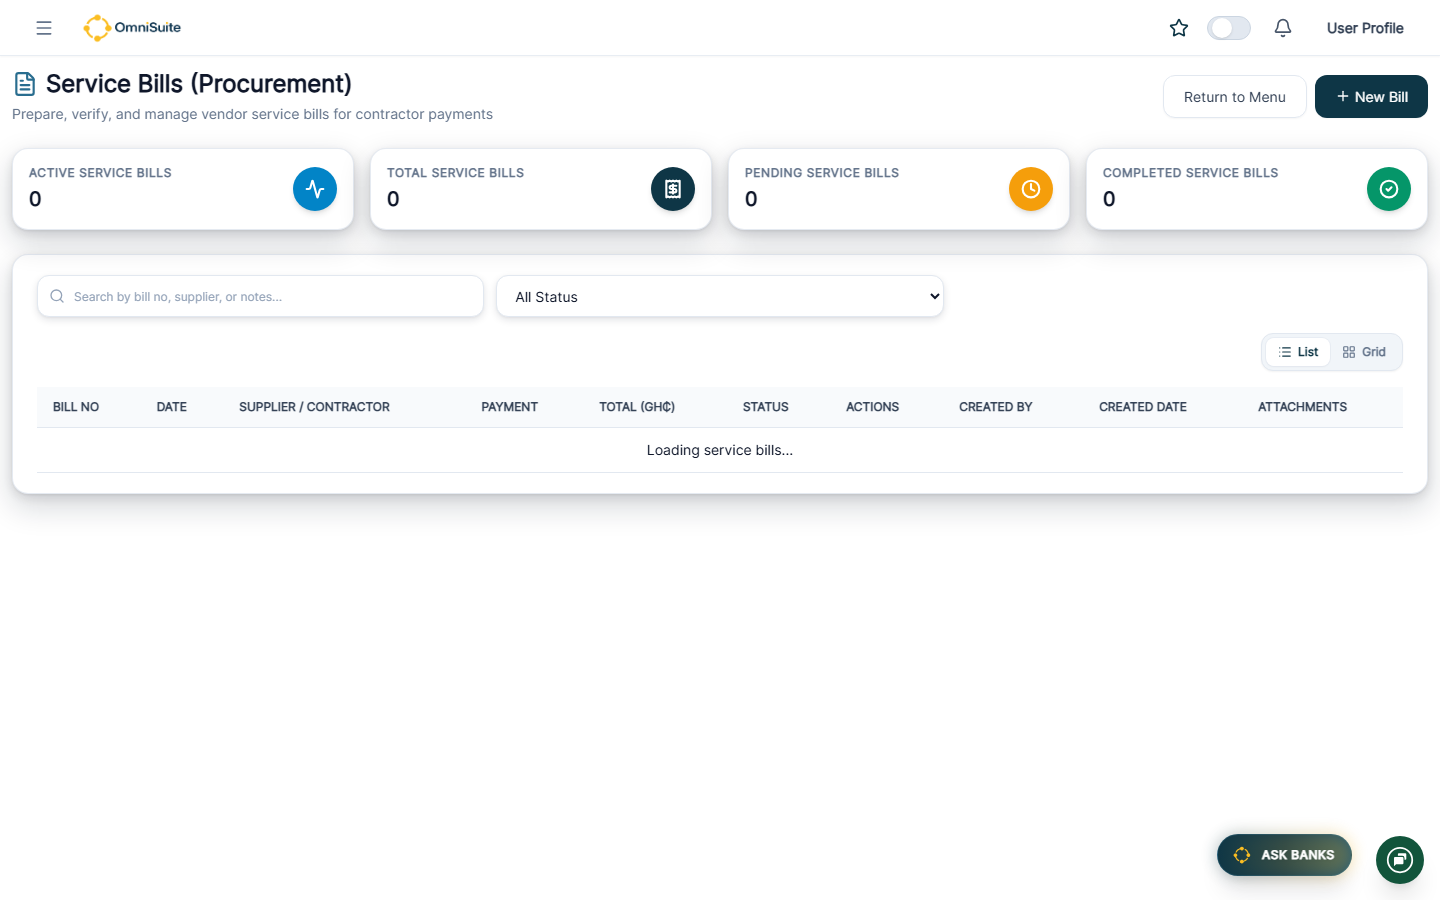 OmniSuite
User Profile
Service Bills (Procurement)
Prepare, verify, and manage vendor service bills for contractor payments
Return to Menu
New Bill
ACTIVE SERVICE BILLS
0
TOTAL SERVICE BILLS
0
PENDING SERVICE BILLS
0
COMPLETED SERVICE BILLS
0
Search by bill no, supplier, or notes...
All Status
List
Grid
BILL NO DATE SUPPLIER / CONTRACTOR PAYMENT TOTAL (GH₵) STATUS ACTIONS CREATED BY CREATED DATE ATTACHMENTS
Loading service bills...
ASK BANKS